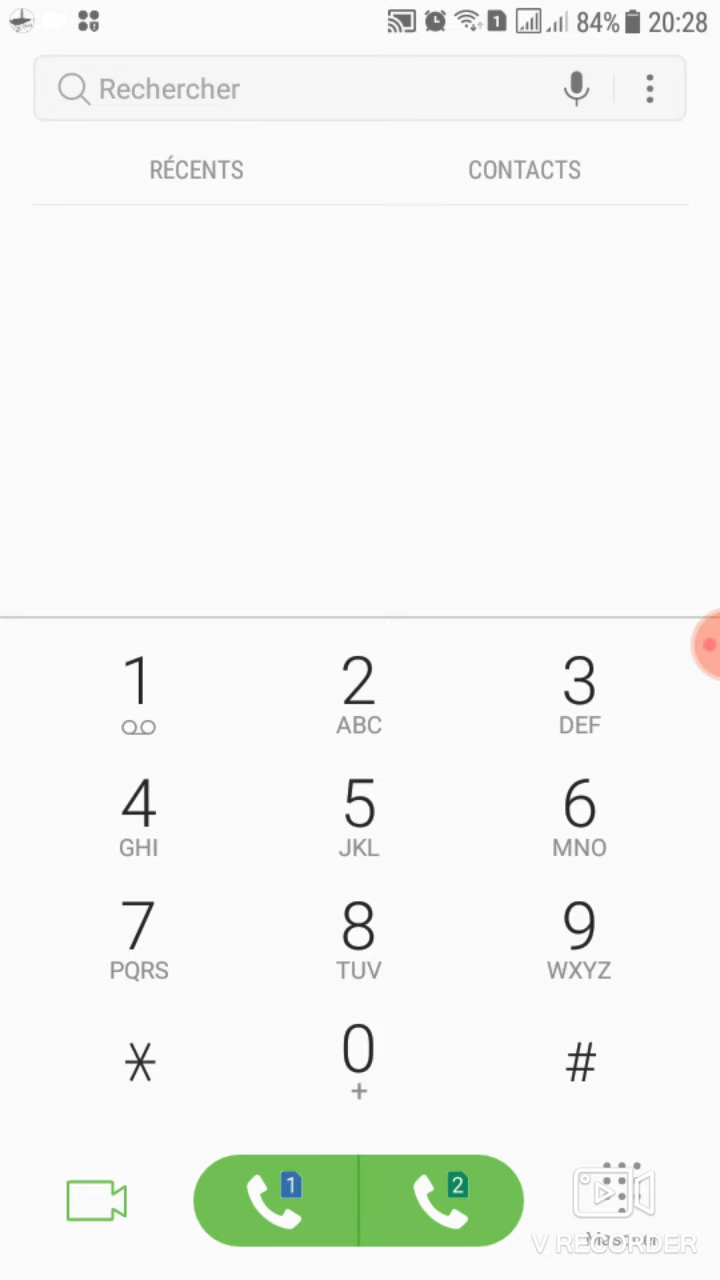 1 84% 20:28
Rechercher
RÉCENTS CONTACTS
1 2 3
ABC DEF
4 5 6
GHI JKL MNO
7 8 9
PQRS TUV WXYZ
* 0 #
+
1 2
V RECORDER